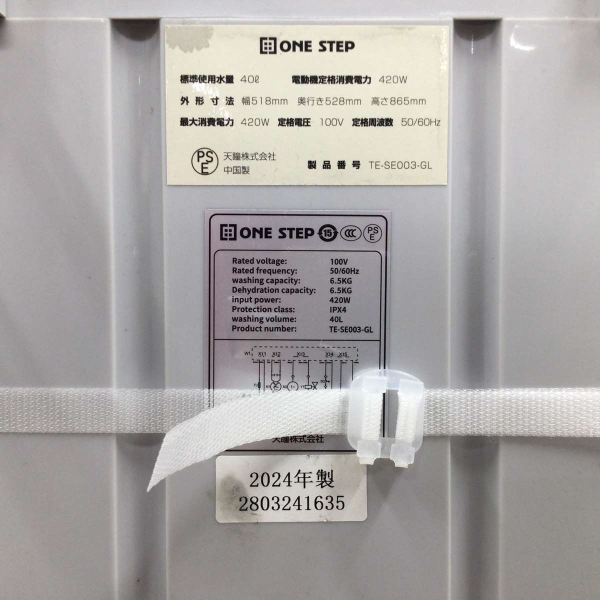 ONE STEP
標準使用水量 40ℓ 電動機定格消費電力 420W
外形寸法 幅518mm 奥行き528mm 高さ865mm
最大消費電力 420W 定格電圧 100V 定格周波数 50/60Hz
PSE 天瞳株式会社
中国製 製品番号 TE-SE003-GL
ONE STEP 15 CCC PSE
Rated voltage: 100V
Rated frequency: 50/60Hz
washing capacity: 6.5KG
Dehydration capacity: 6.5KG
input power: 420W
Protection class: IPX4
washing volume: 40L
Product number: TE-SE003-GL
天瞳株式会社
2024年製
2803241635